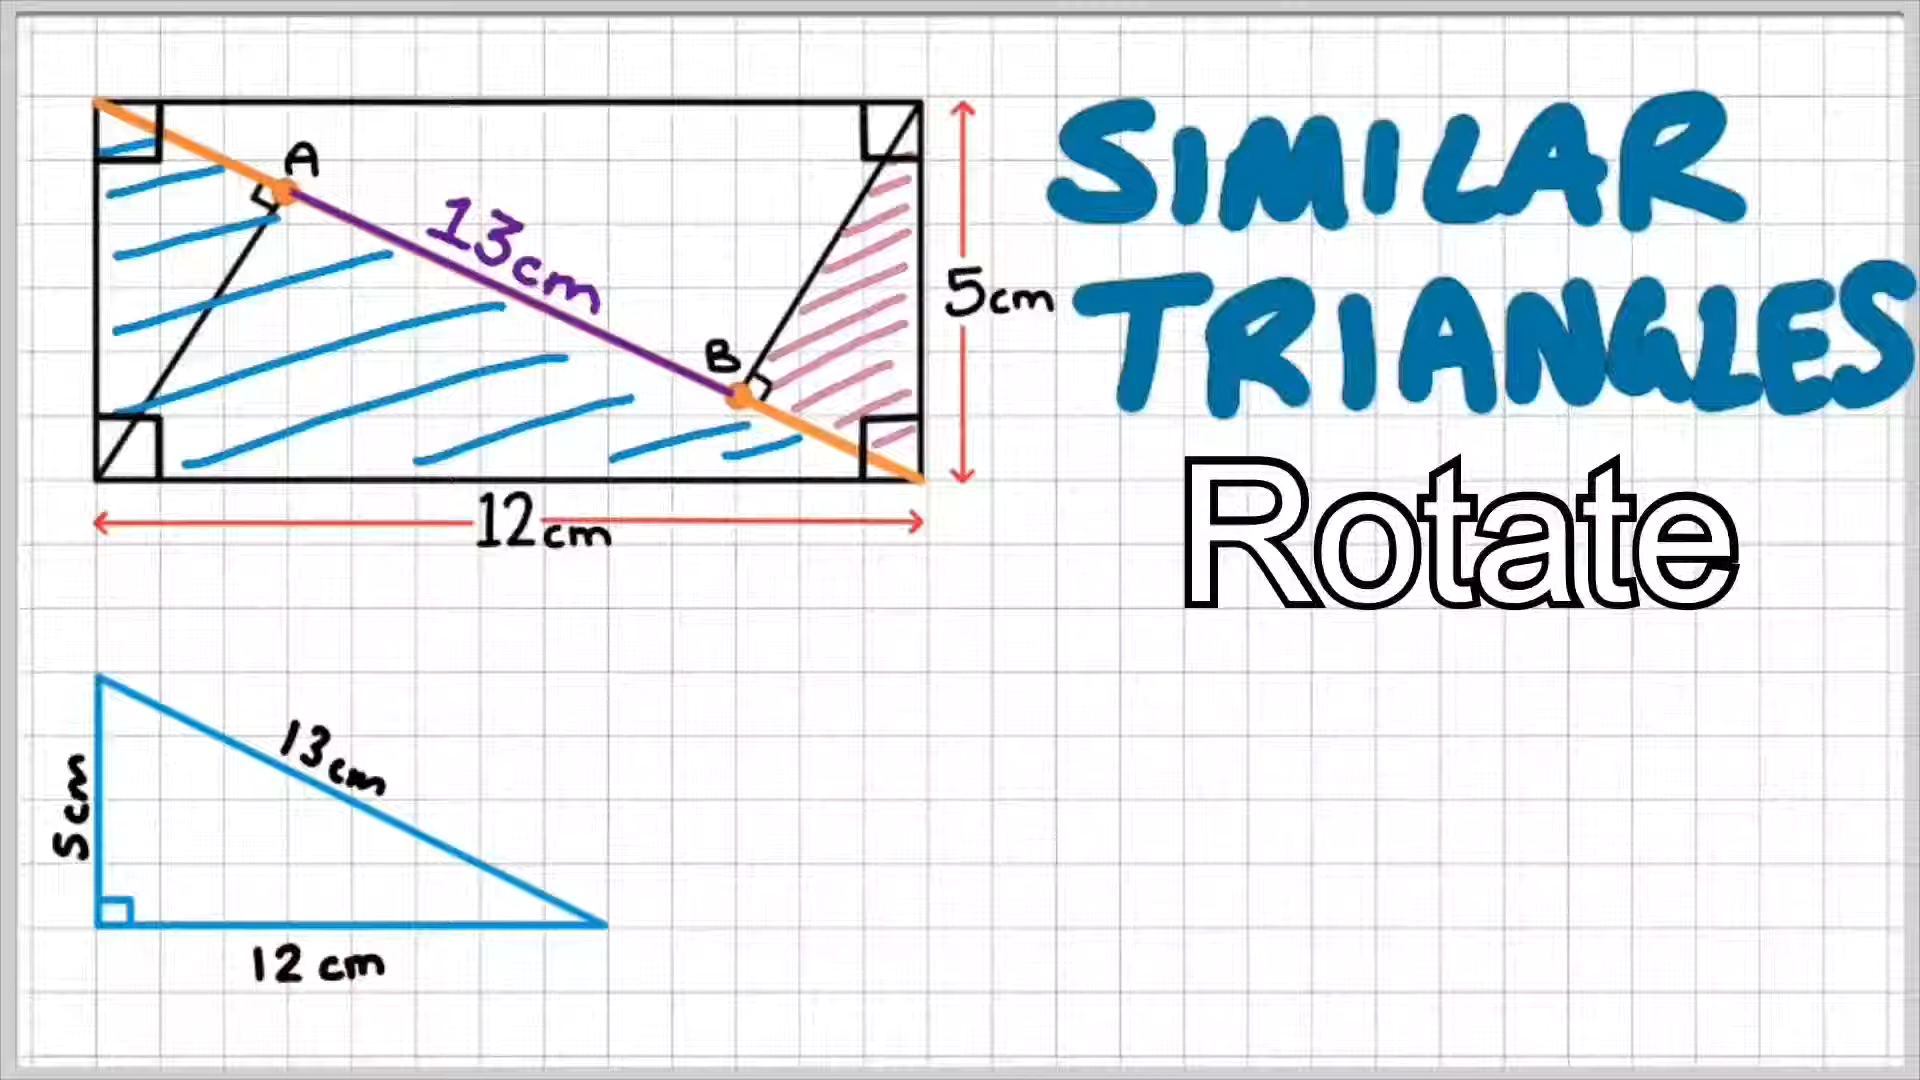 SIMILAR
TRIANGLES
Rotate
A
13cm
B
5cm
12cm
13cm
5cm
12 cm